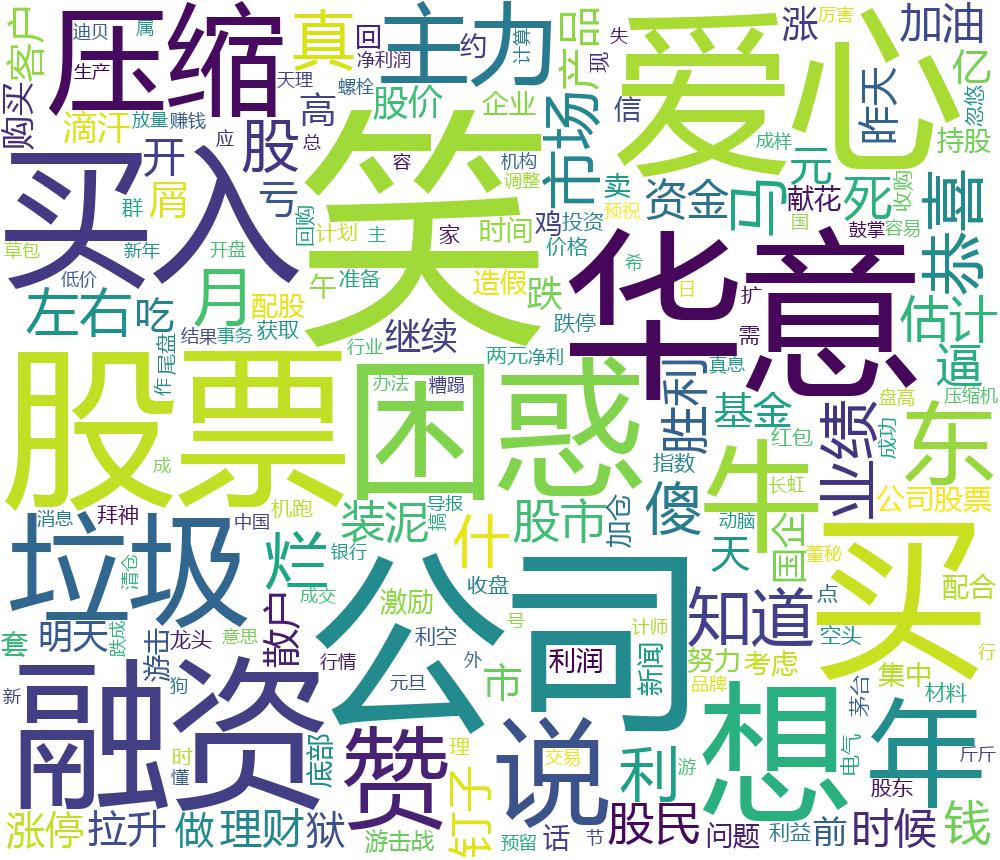 客户
迪贝
属
压缩
生产
真
回
净利润
主力
约
计算
产品
失
现
涨
厉害
加油
爱心
亿
昨天
忽悠
购买
滴汗
放量
赚钱
天理
螺栓
高
股价
企业
市场
信
持股
买入
开
应
股
总
笑
容
机构
调整
卖
成样
元
群
屑
亏
回购
计划
主
家
时间
鸡
投资
预祝
资金
马
献花
国
死
收购
鼓掌
容易
恭喜
草包
新年
开盘
低价
月
配股
午
准备
造假
价格
跌
华意
希
日
扩
左右
吃
尾盘
作
结果
事务
获取
行业
继续
两元
净利
跌停
需
真息
估计
逼
股票
困惑
办法
糟蹋
胜利
基金
盘高
压缩机
业绩
成功
东
成
机跑
指数
红包
牛
长虹
消息
拜神
中国
装泥
导报
搞
股市
加仓
傻
动脑
公司股票
垃圾
清仓
烂
银行
什
天
国企
董秘
买
成交
收盘
公司
激励
知道
点
配合
套
明天
跌成
游击
龙头
意思
散户
利空
号
计师
空头
行情
外
利润
新闻
努力
考虑
集中
行
新
狗
融资
元旦
市
品牌
茅台
材料
时
懂
底部
赞
理
说
交易
利
游
想
电气
年
斤斤
股东
涨停
拉升
做
理财
狱
游击战
钉子
预留
话
节
股民
问题
利益
前
时候
钱